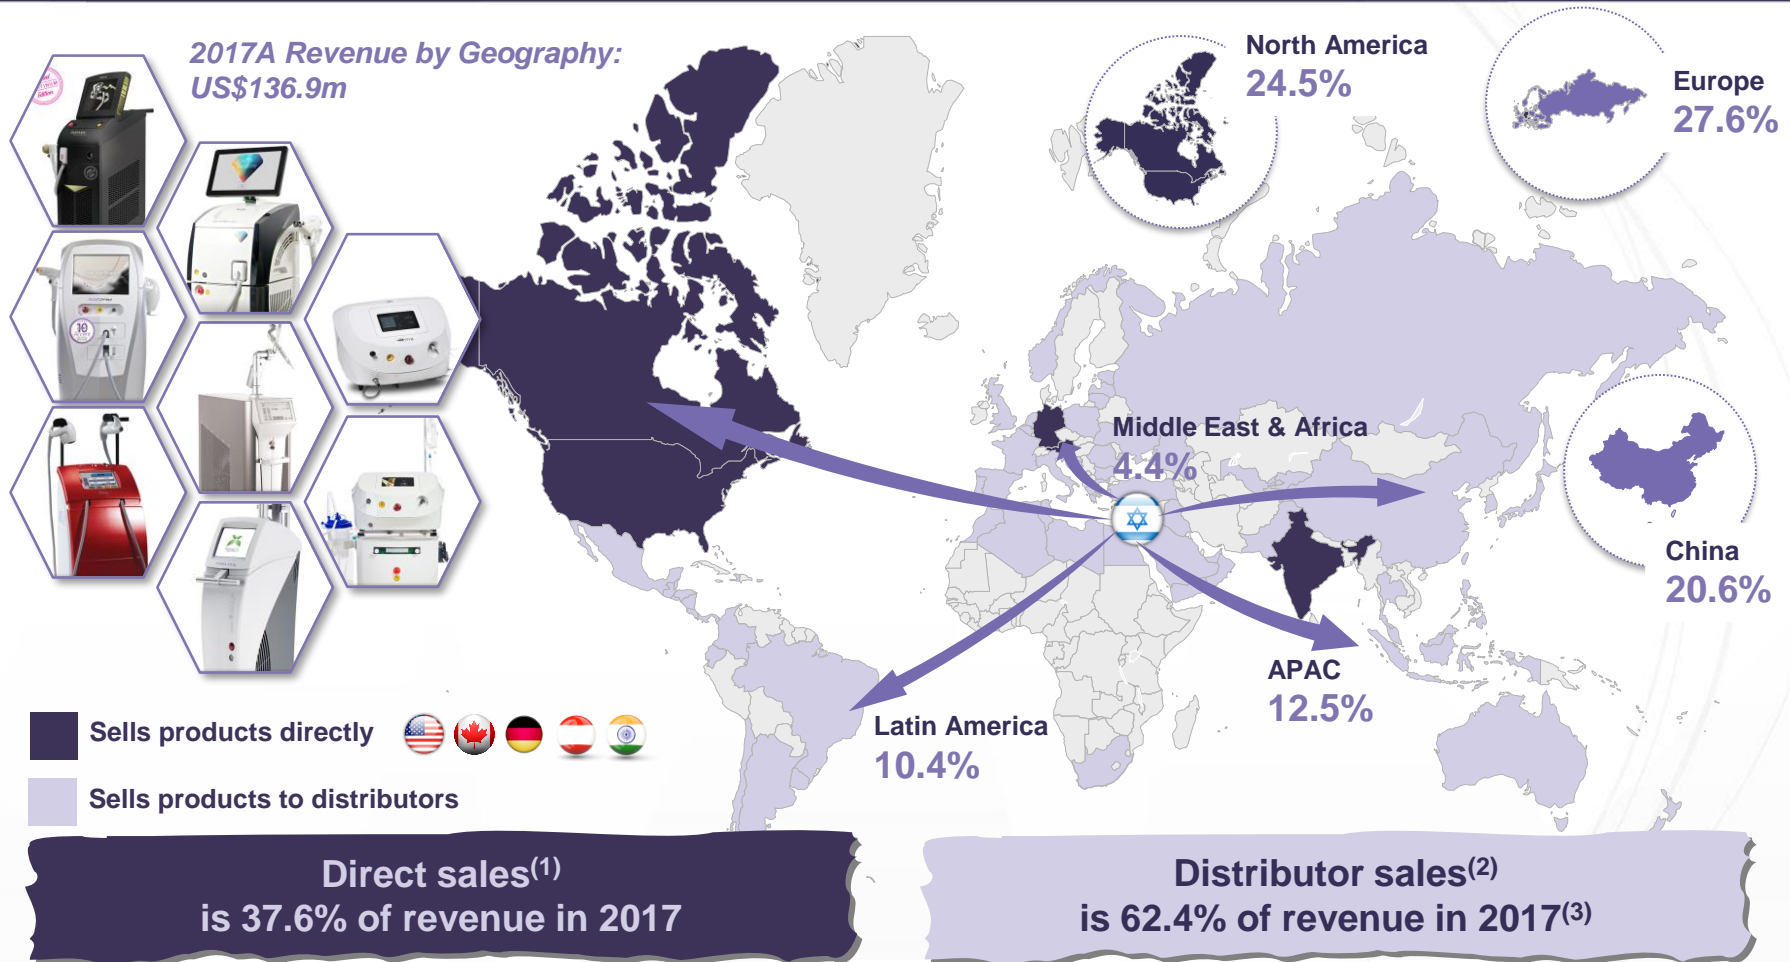 2017A Revenue by Geography:
US$136.9m
North America
24.5%
Europe
27.6%
Middle East & Africa
4.4%
China
20.6%
APAC
12.5%
Latin America
10.4%
Sells products directly
Sells products to distributors
Direct sales(1)
is 37.6% of revenue in 2017
Distributor sales(2)
is 62.4% of revenue in 2017(3)